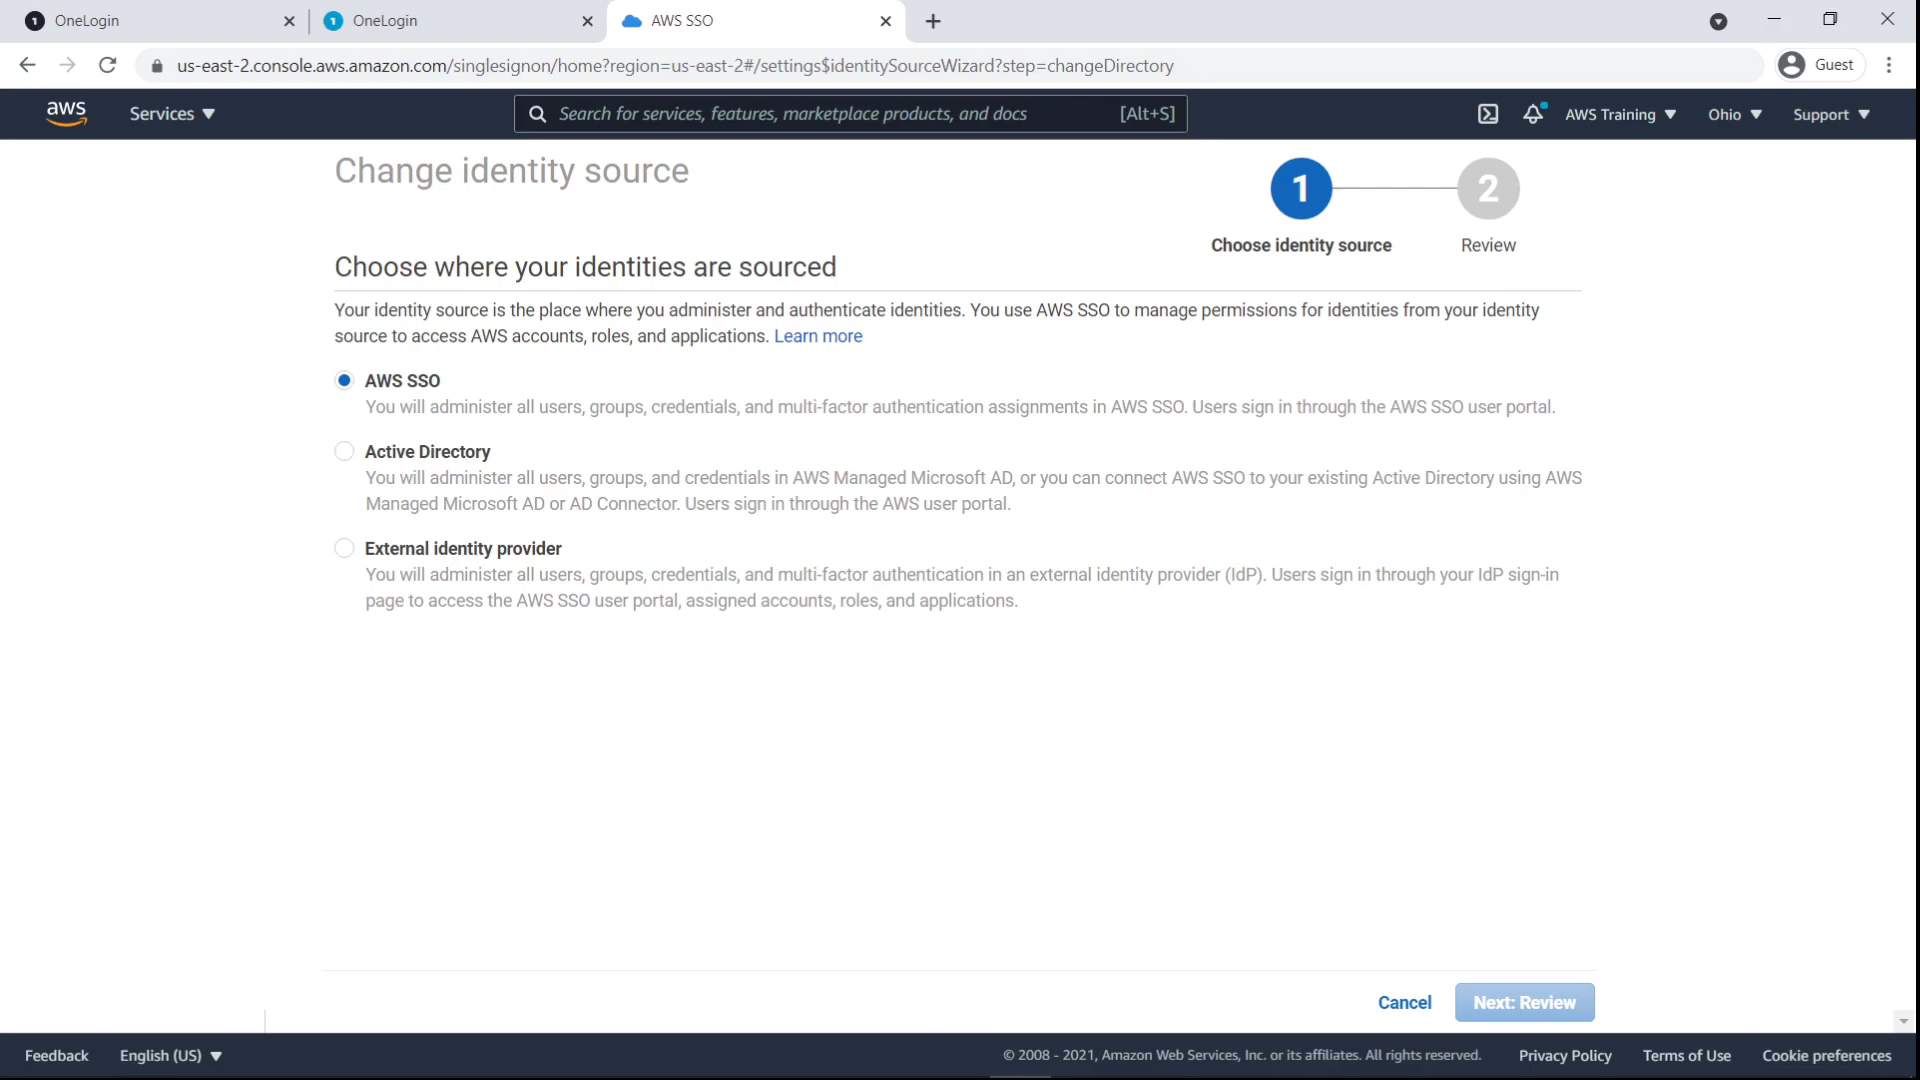 OneLogin
OneLogin
AWS SSO
us-east-2.console.aws.amazon.com/singlesignon/home?region=us-east-2#/settings$identitySourceWizard?step=changeDirectory
Guest
aws
Services
Search for services, features, marketplace products, and docs
[Alt+S]
AWS Training
Ohio
Support
Change identity source
1
2
Choose identity source
Review
Choose where your identities are sourced
Your identity source is the place where you administer and authenticate identities. You use AWS SSO to manage permissions for identities from your identity
source to access AWS accounts, roles, and applications. Learn more
AWS SSO
You will administer all users, groups, credentials, and multi-factor authentication assignments in AWS SSO. Users sign in through the AWS SSO user portal.
Active Directory
You will administer all users, groups, and credentials in AWS Managed Microsoft AD, or you can connect AWS SSO to your existing Active Directory using AWS
Managed Microsoft AD or AD Connector. Users sign in through the AWS user portal.
External identity provider
You will administer all users, groups, credentials, and multi-factor authentication in an external identity provider (IdP). Users sign in through your IdP sign-in
page to access the AWS SSO user portal, assigned accounts, roles, and applications.
Cancel
Next: Review
Feedback
English (US)
© 2008 - 2021, Amazon Web Services, Inc. or its affiliates. All rights reserved.
Privacy Policy
Terms of Use
Cookie preferences